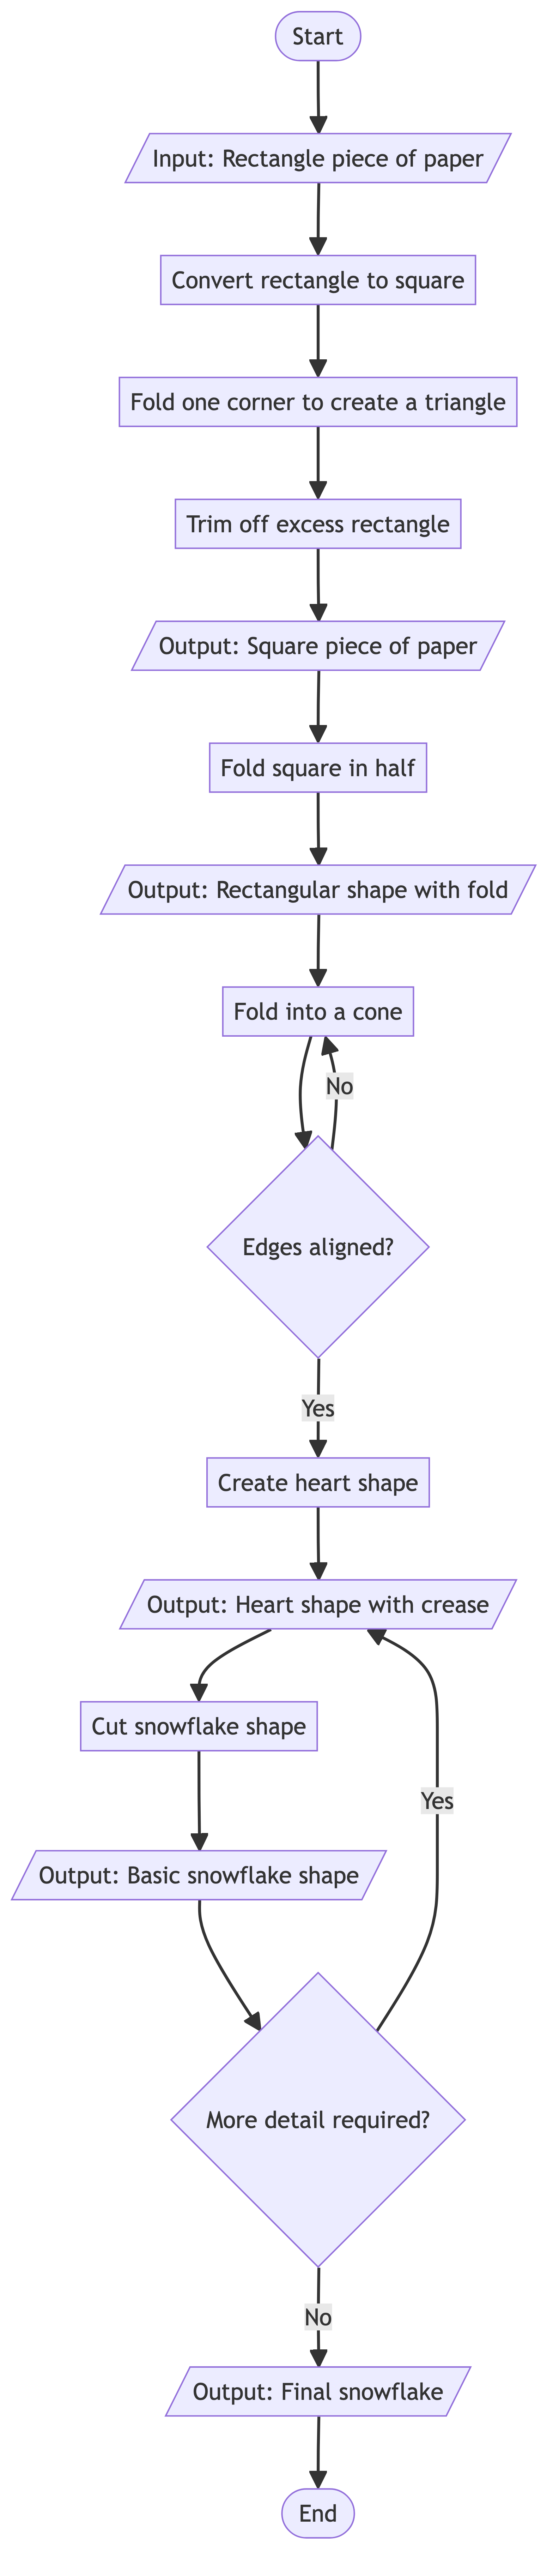 Start
Input: Rectangle piece of paper
Convert rectangle to square
Fold one corner to create a triangle
Trim off excess rectangle
Output: Square piece of paper
Fold square in half
Output: Rectangular shape with fold
Fold into a cone
No
Edges aligned?
Yes
Create heart shape
Output: Heart shape with crease
Cut snowflake shape
Yes
Output: Basic snowflake shape
More detail required?
No
Output: Final snowflake
End